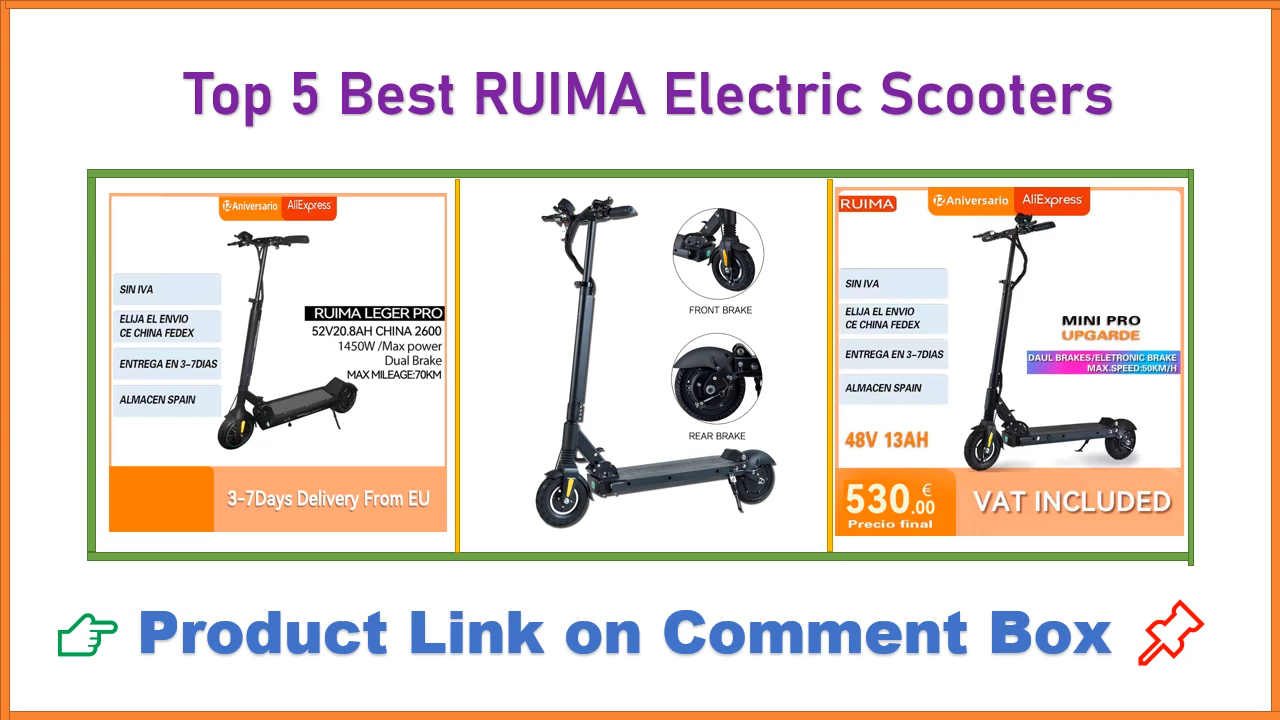 Top 5 Best RUIMA Electric Scooters
12 Aniversario AliExpress
SIN IVA
ELIJA EL ENVIO
CE CHINA FEDEX
ENTREGA EN 3-7DIAS
ALMACEN SPAIN
RUIMA LEGER PRO
52V20.8AH CHINA 2600
1450W /Max power
Dual Brake
MAX MILEAGE:70KM
3-7Days Delivery From EU
FRONT BRAKE
REAR BRAKE
RUIMA
12 Aniversario AliExpress
SIN IVA
ELIJA EL ENVIO
CE CHINA FEDEX
ENTREGA EN 3-7DIAS
ALMACEN SPAIN
MINI PRO
UPGARDE
DAUL BRAKES/ELETRONIC BRAKE
MAX.SPEED:50KM/H
48V 13AH
530.00 €
Precio final
VAT INCLUDED
Product Link on Comment Box